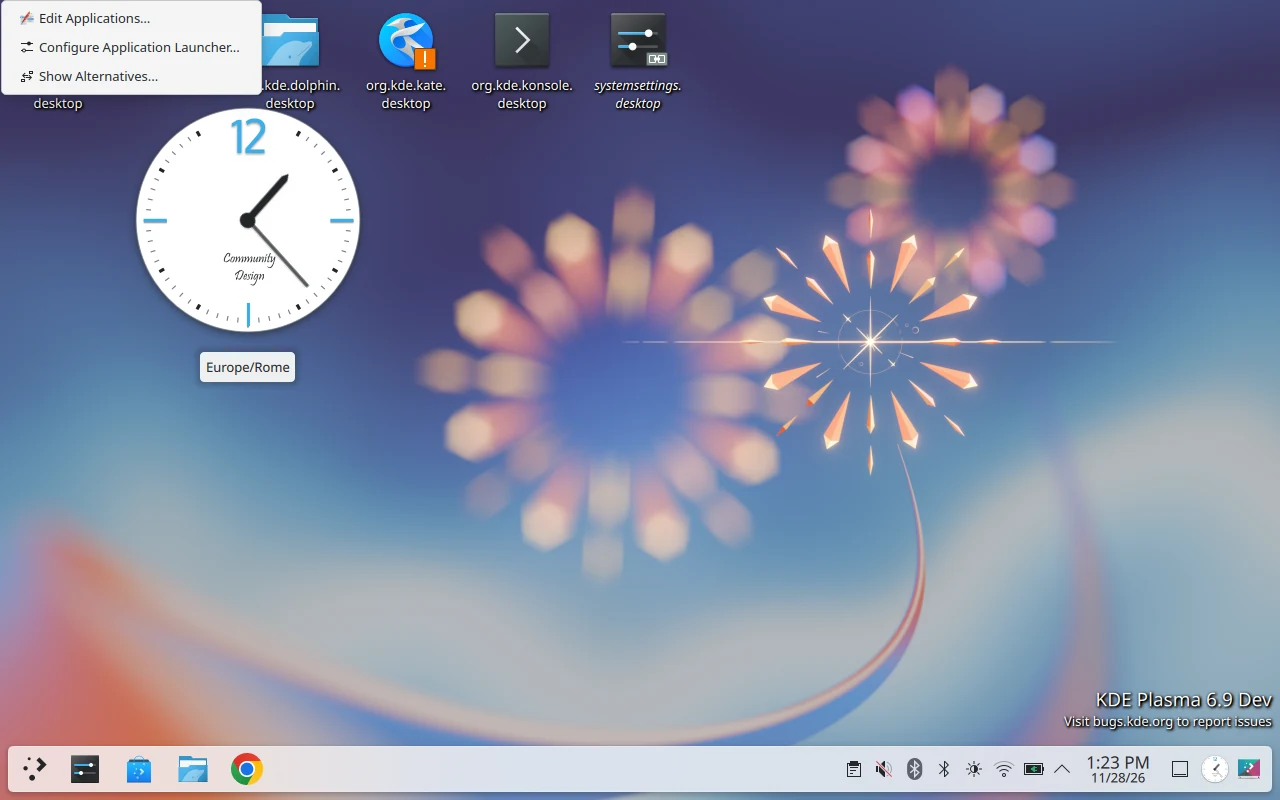 Edit Applications...
Configure Application Launcher...
Show Alternatives...
desktop
.kde.dolphin.
desktop
org.kde.kate.
desktop
org.kde.konsole.
desktop
systemsettings.
desktop
12
Community
Design
Europe/Rome
KDE Plasma 6.9 Dev
Visit bugs.kde.org to report issues
1:23 PM
11/28/26